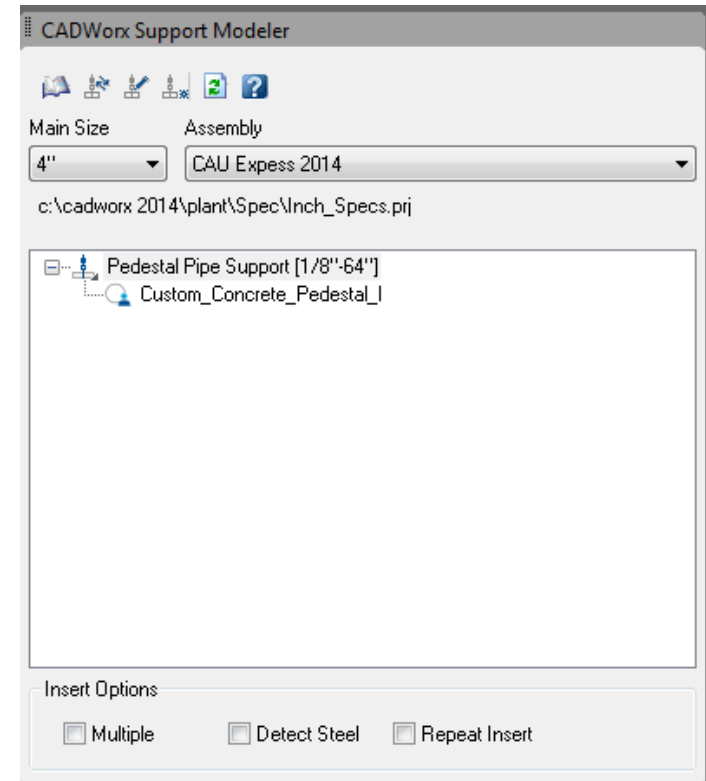 CADWorx Support Modeler
Main Size Assembly
4" CAU Expess 2014
c:\cadworx 2014\plant\Spec\Inch_Specs.prj
Pedestal Pipe Support [1/8"-64"]
Custom_Concrete_Pedestal_I
Insert Options
Multiple Detect Steel Repeat Insert